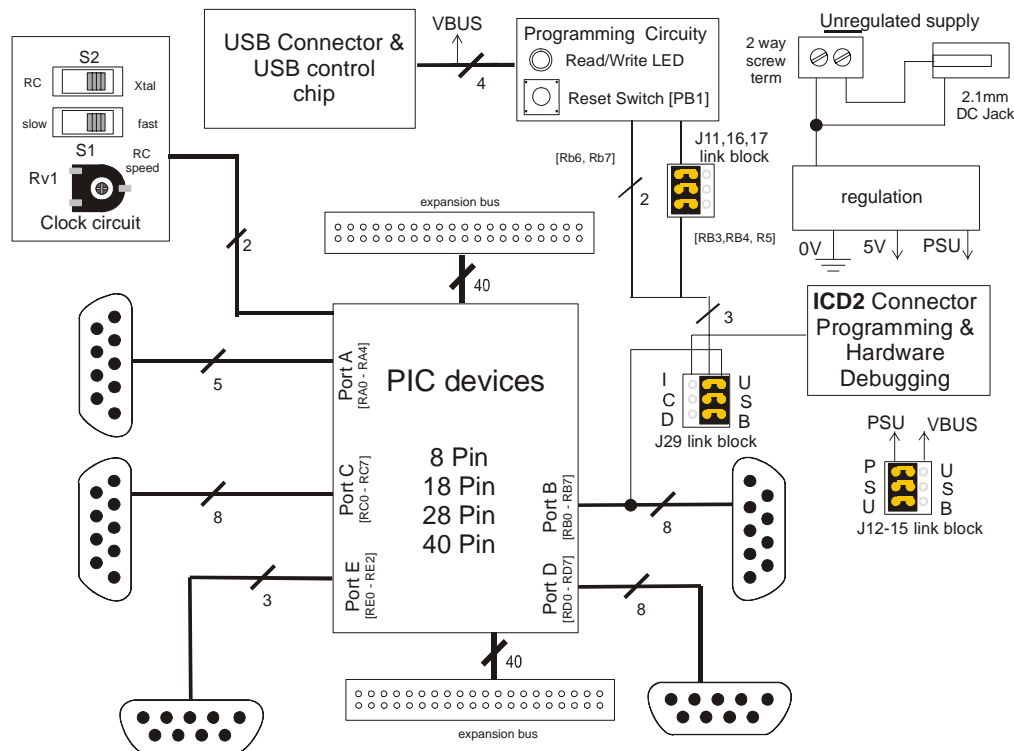 S2
RC
Xtal
slow
fast
S1
RC
speed
Rv1
Clock circuit
USB Connector &
USB control
chip
VBUS
4
Programming Circuity
Read/Write LED
Reset Switch [PB1]
Unregulated supply
2 way
screw
term
2.1mm
DC Jack
[Rb6, Rb7]
2
J11,16,17
link block
[RB3,RB4, R5]
regulation
0V
5V
PSU
2
expansion bus
40
3
ICD2 Connector
Programming &
Hardware
Debugging
5
Port A
[RA0 - RA4]
PIC devices
8 Pin
18 Pin
28 Pin
40 Pin
I
C
D
U
S
B
J29 link block
PSU
VBUS
P
S
U
U
S
B
J12-15 link block
8
Port C
[RC0 - RC7]
Port B
[RB0 - RB7]
8
3
Port E
[RE0 - RE2]
Port D
[RD0 - RD7]
8
40
expansion bus